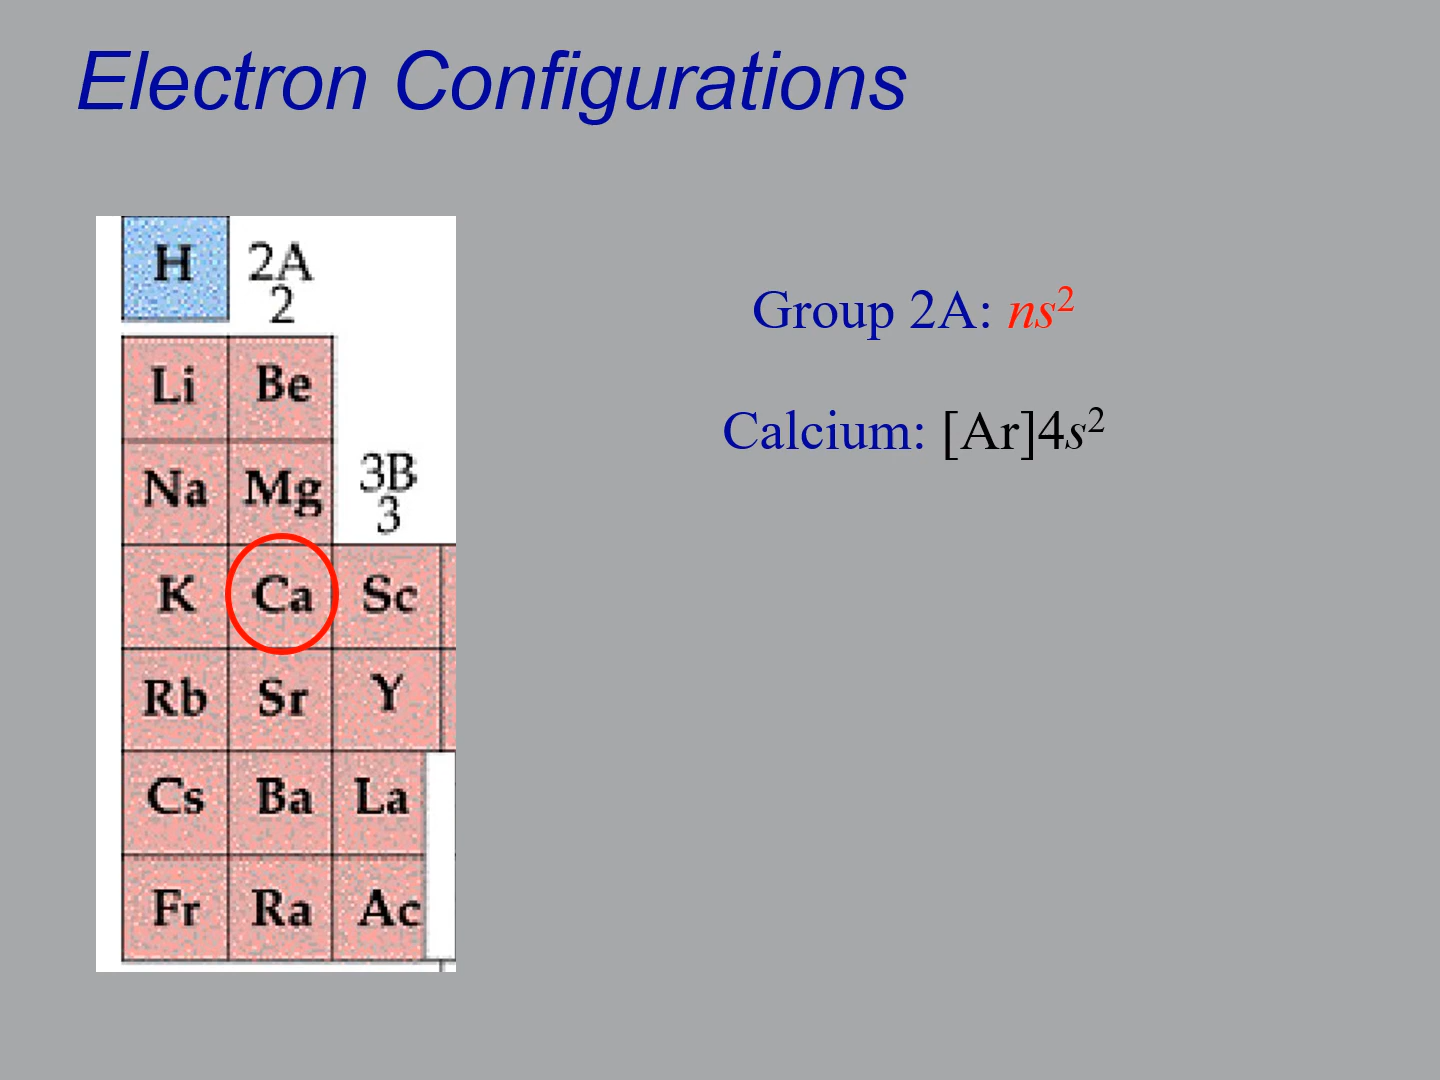 Electron Configurations
H 2A
2
Li Be
Na Mg 3B
3
K Ca Sc
Rb Sr Y
Cs Ba La
Fr Ra Ac
Group 2A: ns²
Calcium: [Ar]4s²